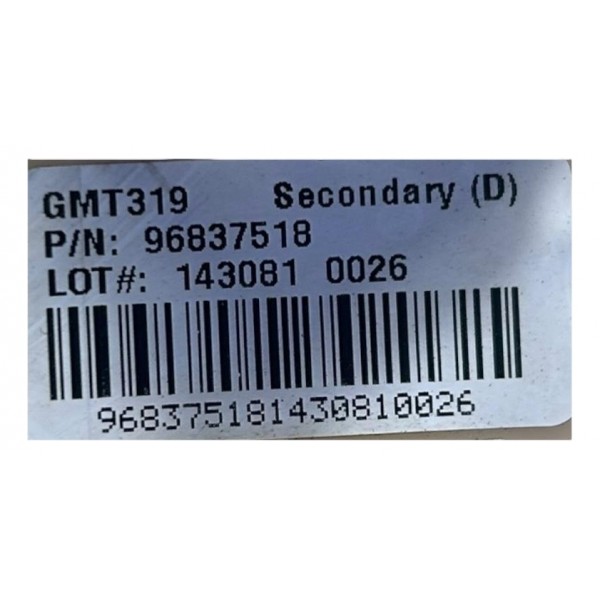 GMT319 Secondary (D)
P/N: 96837518
LOT#: 143081 0026
968375181430810026